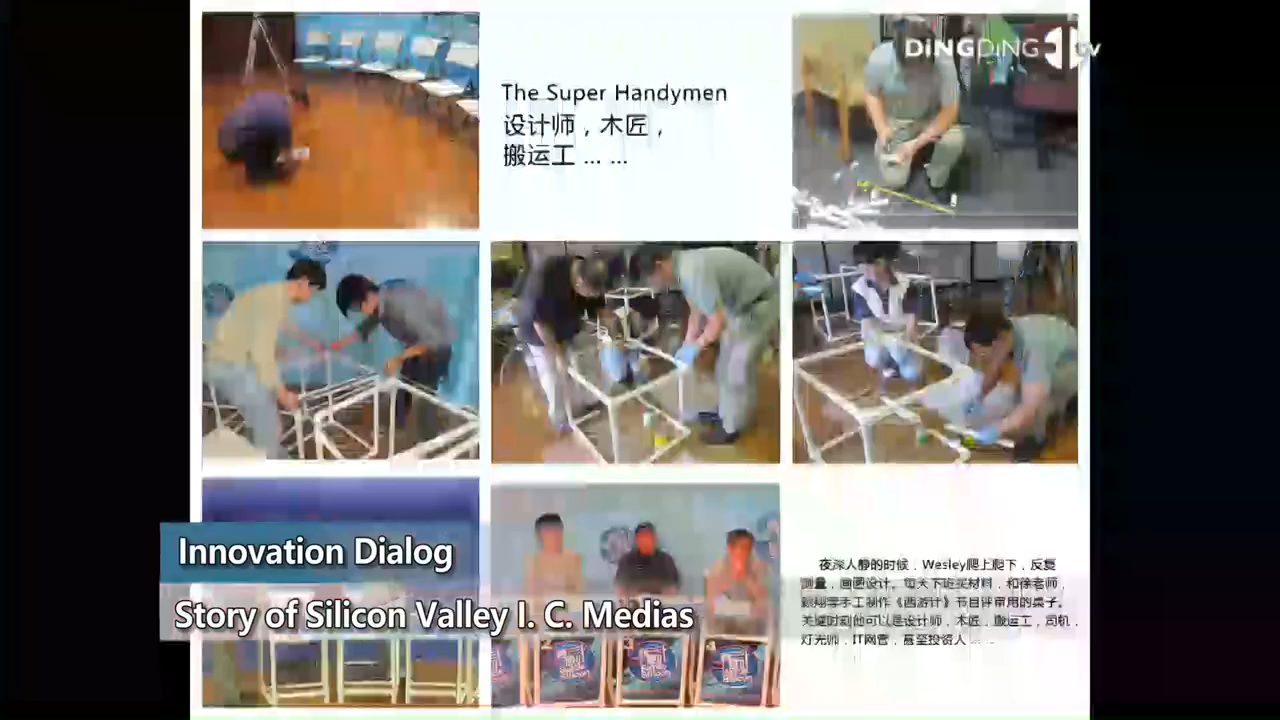 DiNGDiNG tv
The Super Handymen
设计师，木匠，
搬运工 ... ...
Innovation Dialog
Story of Silicon Valley I. C. Medias
夜深人静的时候，Wesley爬上爬下，反复
测量，画图设计。每天下班买材料，和徐老师，
手工制作《西游计》节目评审用的桌子。
关键时刻他可以是设计师，木匠，搬运工，司机，
灯光师，IT网管，甚至投资人 ... ...